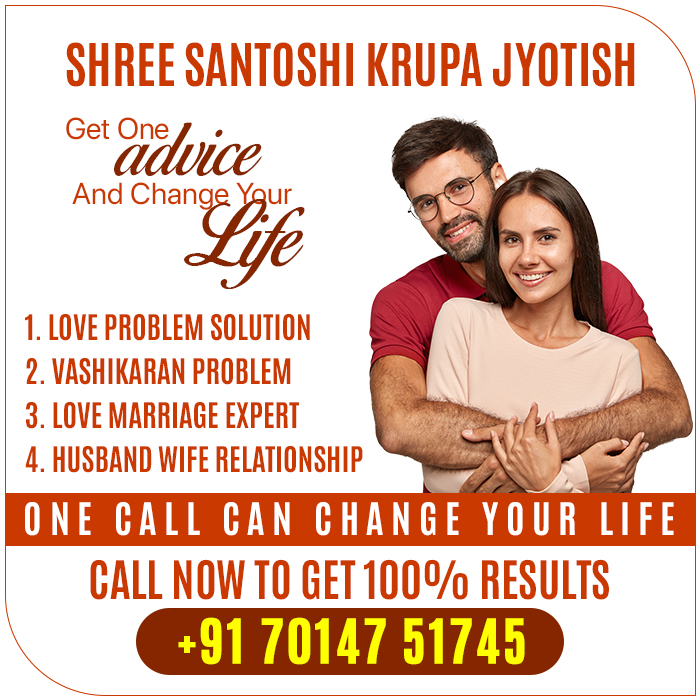 SHREE SANTOSHI KRUPA JYOTISH
Get One
advice
And Change Your
Life
1. LOVE PROBLEM SOLUTION
2. VASHIKARAN PROBLEM
3. LOVE MARRIAGE EXPERT
4. HUSBAND WIFE RELATIONSHIP
ONE CALL CAN CHANGE YOUR LIFE
CALL NOW TO GET 100% RESULTS
+91 70147 51745